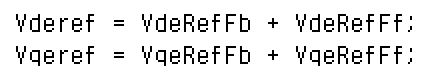 Vderef = VdeRefFb + VdeRefFf;
Vqeref = VqeRefFb + VqeRefFf;